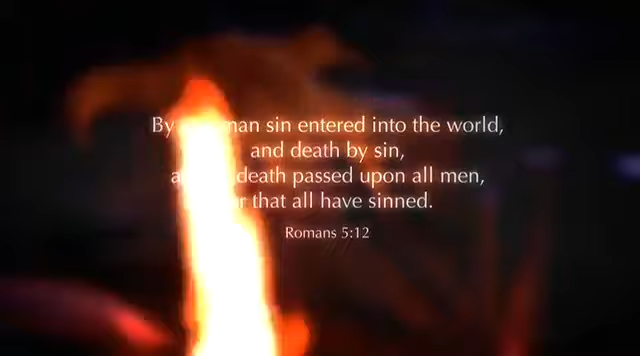 By man sin entered into the world,
and death by sin,
death passed upon all men,
that all have sinned.
Romans 5:12